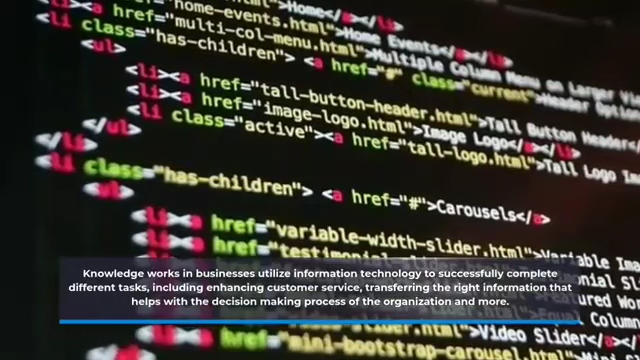 "home-events.html">Home</a></li>
"multi-col-menu.html">Home Events</a></li>
<li class="has-children"> <a href="#" class="current">Multiple Column Menu on Larger
<ul>
<li><a href="tall-button-header.html">Tall Button Header</
<li><a href="image-logo.html">Image Logo</a></li>
<li class="active"><a href="tall-logo.html">Tall Logo
</ul>
</li>
<li class="has-children"> <a href="#">Carousels</a>
<ul>
<li><a href="variable-width-slider.html">Variable
<li><a href="testimonial-slider.html">
Knowledge works in businesses utilize information technology to successfully complete
different tasks, including enhancing customer service, transferring the right information that
helps with the decision making process of the organization and more.
Video Slider</a></li>
href="mini-bootstrap-carousel.html">